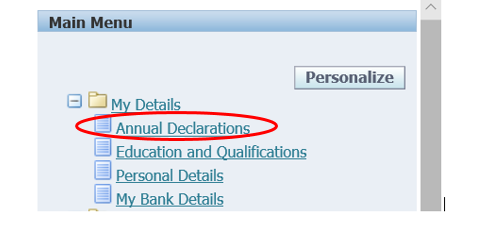 Main Menu
Personalize
My Details
Annual Declarations
Education and Qualifications
Personal Details
My Bank Details